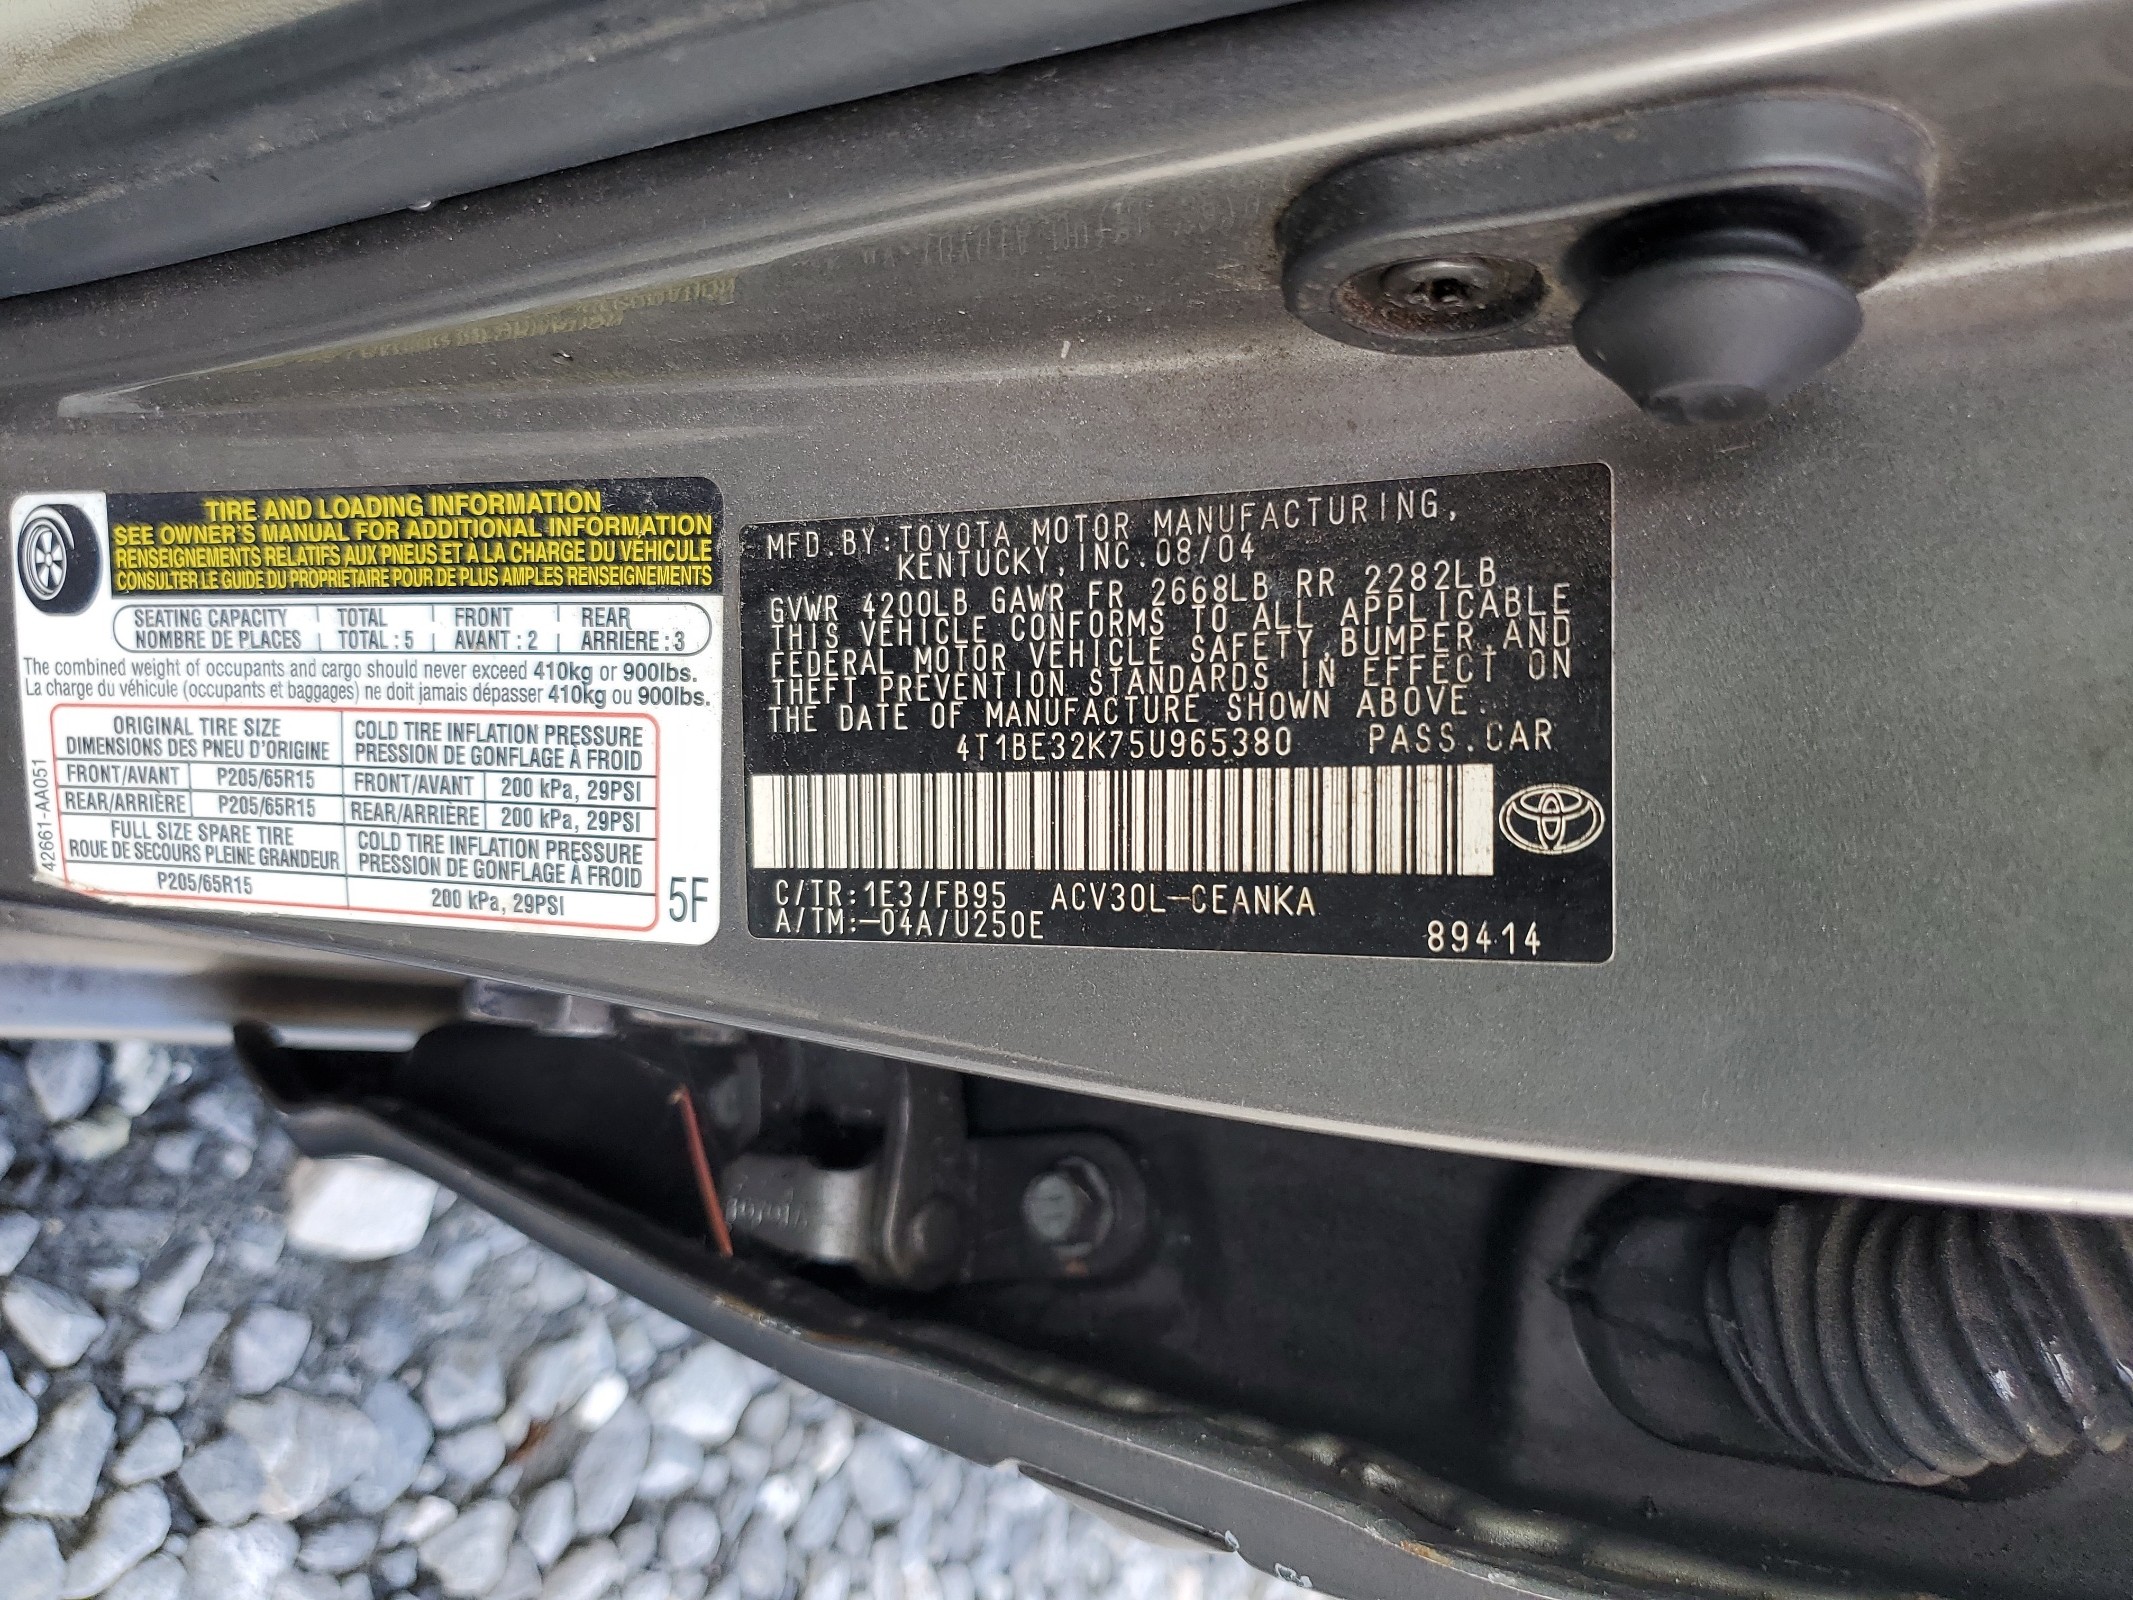 TIRE AND LOADING INFORMATION
SEE OWNER'S MANUAL FOR ADDITIONAL INFORMATION
RENSEIGNEMENTS RELATIFS AUX PNEUS ET À LA CHARGE DU VÉHICULE
CONSULTER LE GUIDE DU PROPRIETAIRE POUR DE PLUS AMPLES RENSEIGNEMENTS
SEATING CAPACITY TOTAL FRONT REAR
NOMBRE DE PLACES TOTAL : 5 AVANT : 2 ARRIÈRE : 3
The combined weight of occupants and cargo should never exceed 410kg or 900lbs.
La charge du véhicule (occupants et baggages) ne doit jamais dépasser 410kg ou 900lbs.
ORIGINAL TIRE SIZE COLD TIRE INFLATION PRESSURE
DIMENSIONS DES PNEU D'ORIGINE PRESSION DE GONFLAGE À FROID
FRONT/AVANT P205/65R15 FRONT/AVANT 200 kPa, 29PSI
REAR/ARRIÈRE P205/65R15 REAR/ARRIÈRE 200 kPa, 29PSI
FULL SIZE SPARE TIRE COLD TIRE INFLATION PRESSURE
ROUE DE SECOURS PLEINE GRANDEUR PRESSION DE GONFLAGE À FROID
P205/65R15 200 kPa, 29PSI
42661-AA051
5F
MFD.BY:TOYOTA MOTOR MANUFACTURING,
KENTUCKY, INC. 08/04
GVWR 4200LB GAWR FR 2668LB RR 2282LB
THIS VEHICLE CONFORMS TO ALL APPLICABLE
FEDERAL MOTOR VEHICLE SAFETY,BUMPER,AND
THEFT PREVENTION STANDARDS IN EFFECT ON
THE DATE OF MANUFACTURE SHOWN ABOVE.
4T1BE32K75U965380 PASS.CAR
C/TR:1E3/FB95 ACV30L-CEANKA
A/TM:-04A/U250E
89414